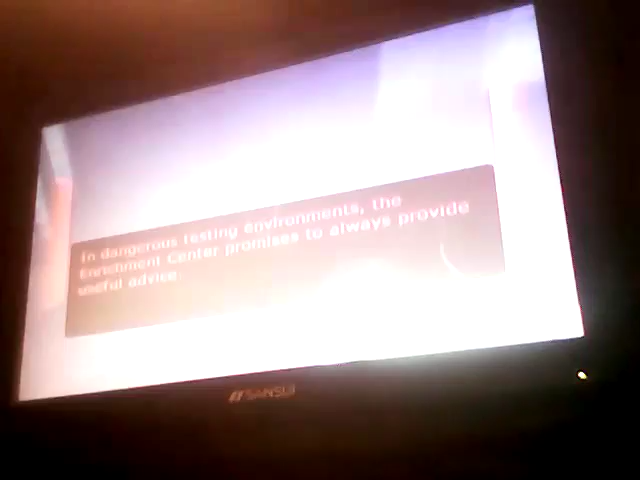 In dangerous testing environments, the
Enrichment Center promises to always provide
useful advice.
SANSUI